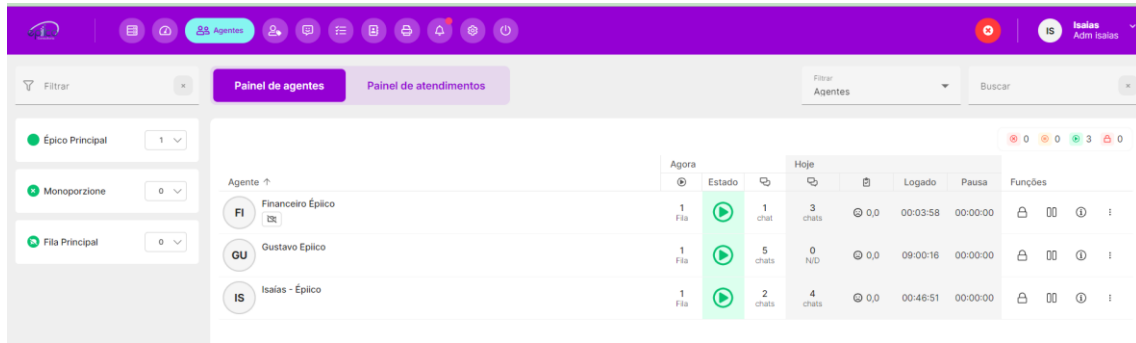 Agentes
IS
Isaias
Adm isaias
Filtrar
Painel de agentes
Painel de atendimentos
Filtrar
Agentes
Buscar
Épico Principal
1
Monoporzione
0
Fila Principal
0
0 0 3 0
Agora Hoje
Agente Estado Logado Pausa Funções
FI Financeiro Épiico 1 Fila 1 chat 3 chats 0,0 00:03:58 00:00:00
GU Gustavo Epiico 1 Fila 5 chats 0 N/D 0,0 09:00:16 00:00:00
IS Isaías - Épiico 1 Fila 2 chats 4 chats 0,0 00:46:51 00:00:00